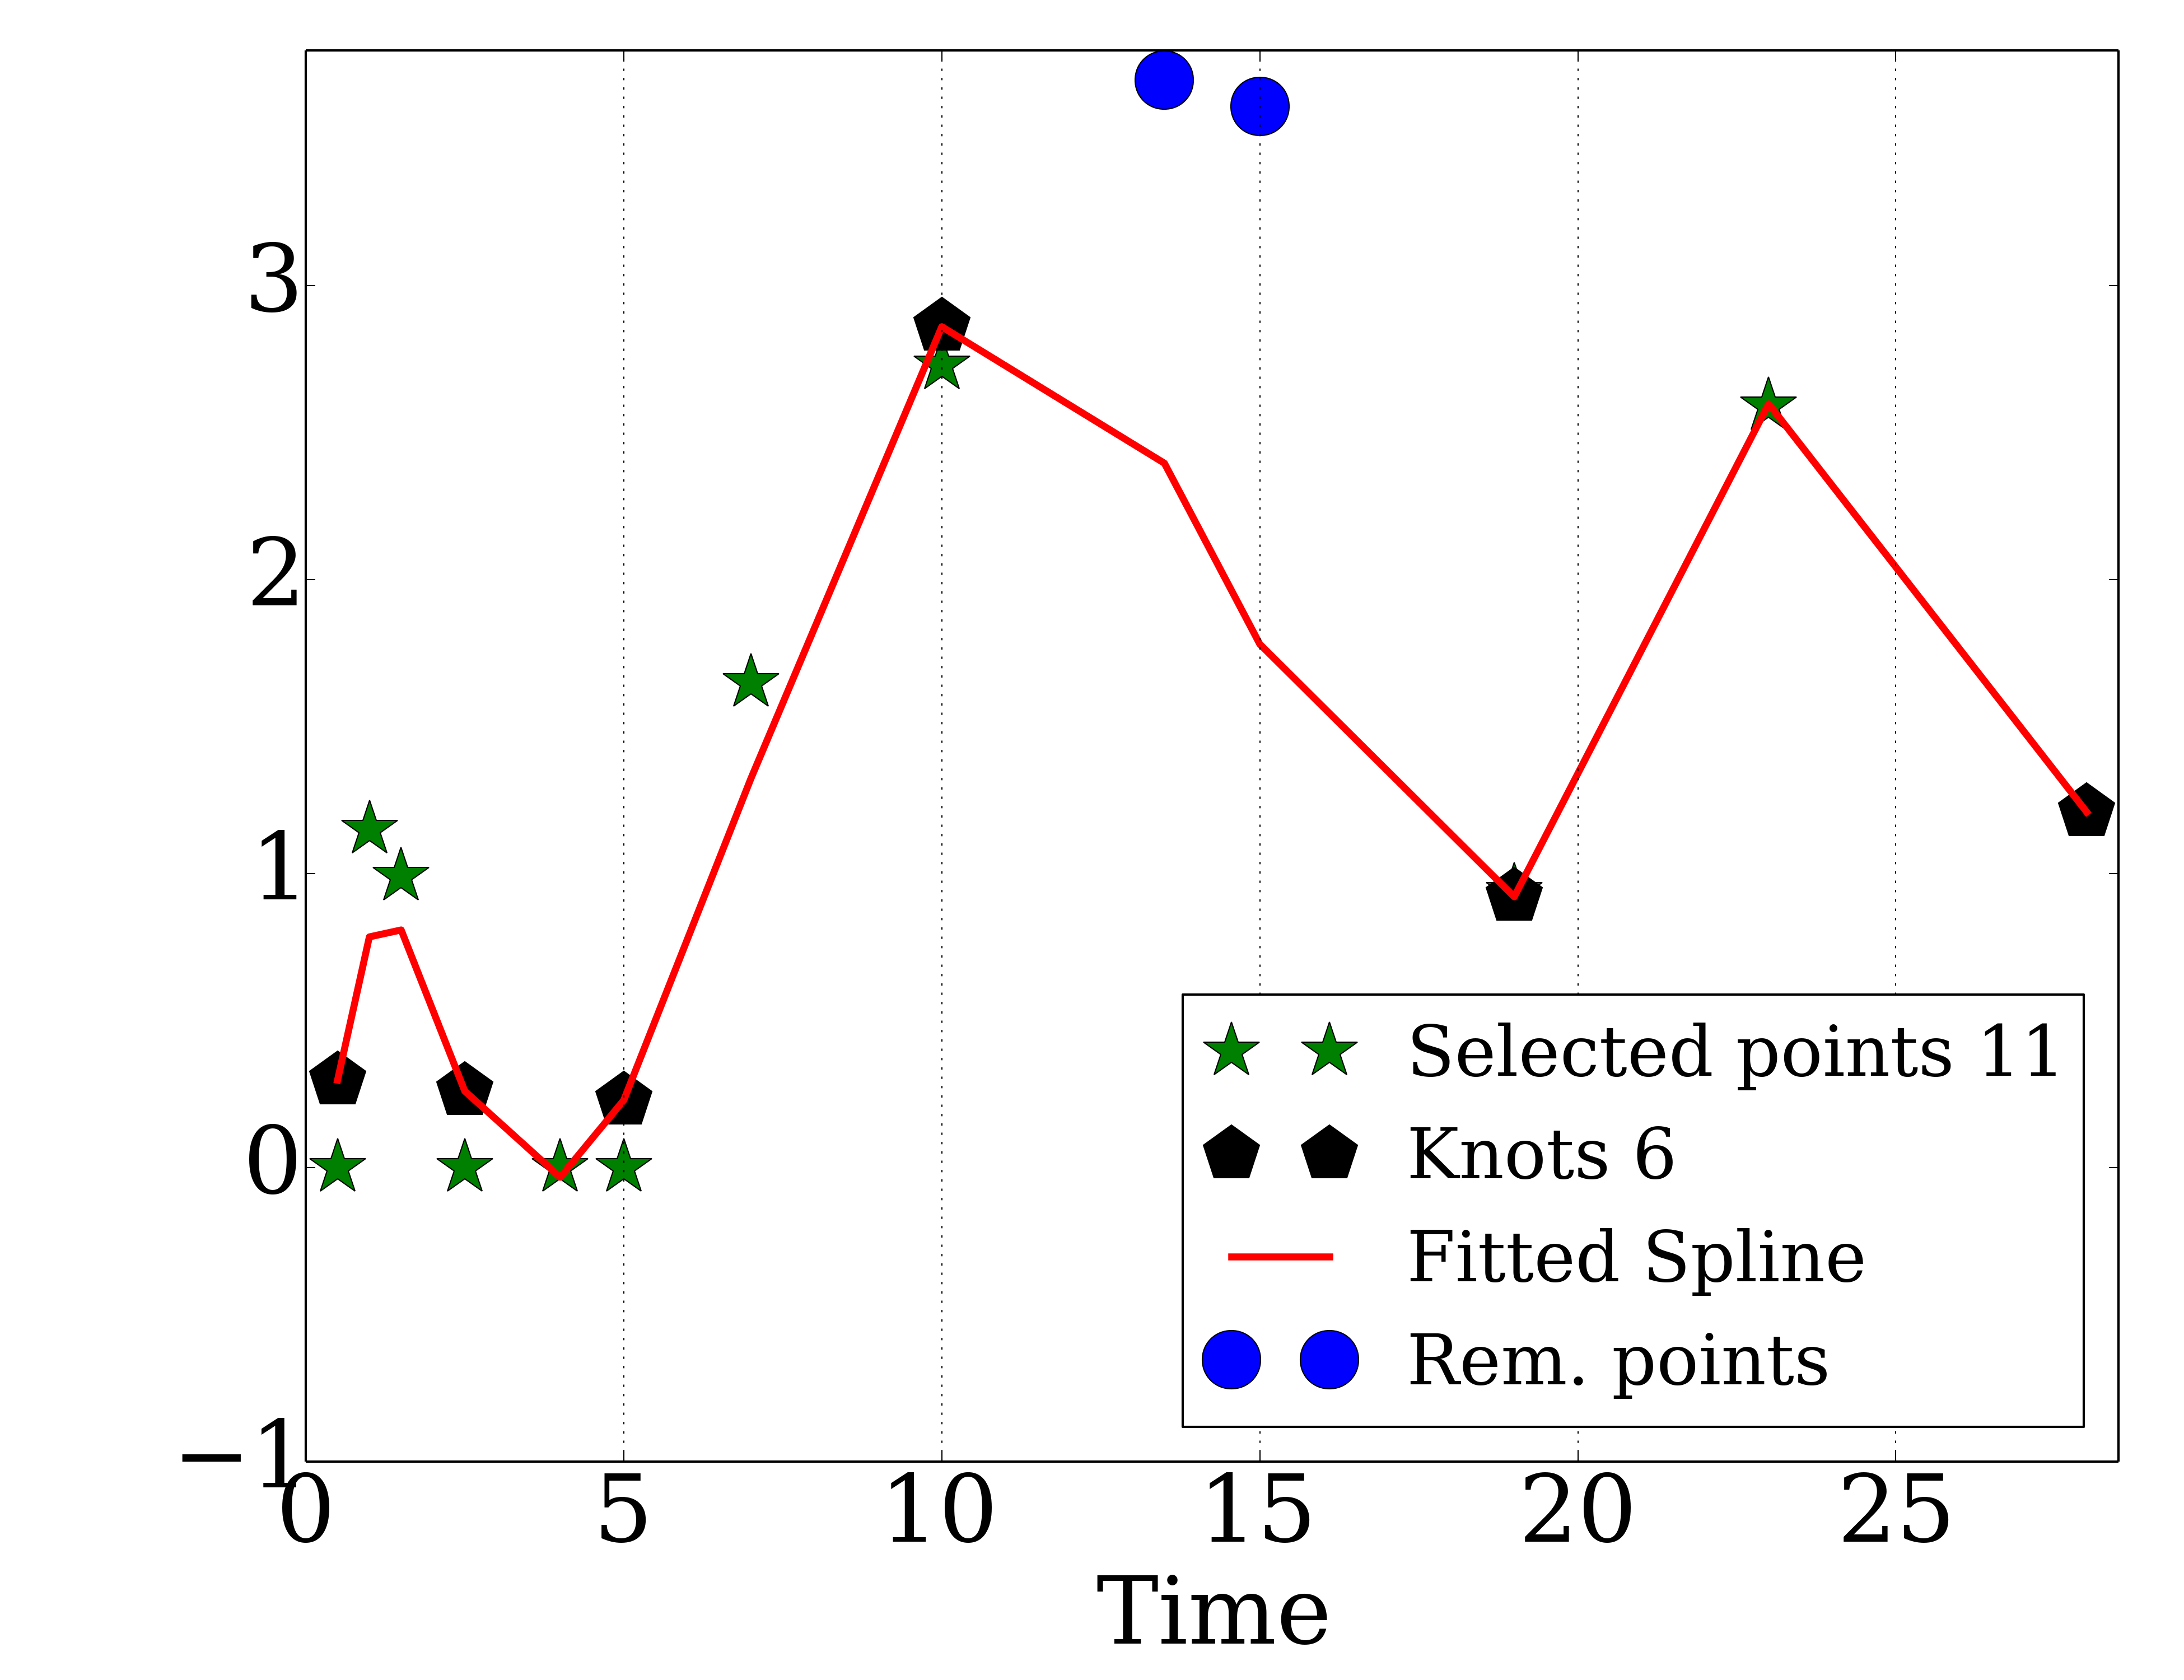 3
2
1
0
−1
0 5 10 15 20 25
Time
Selected points 11
Knots 6
Fitted Spline
Rem. points